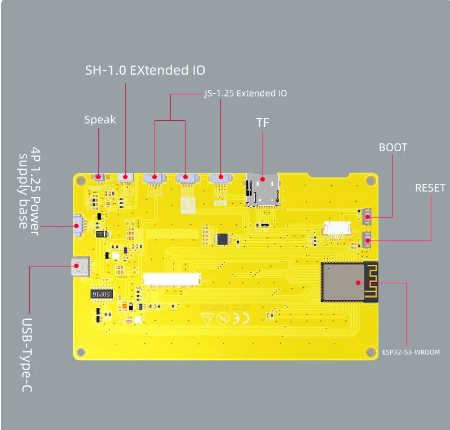 SH-1.0 EXtended IO
JS-1.25 Extended IO
Speak
TF
BOOT
RESET
4P 1.25 Power
supply base
USB-Type-C
ESP32-S3-WROOM
CE